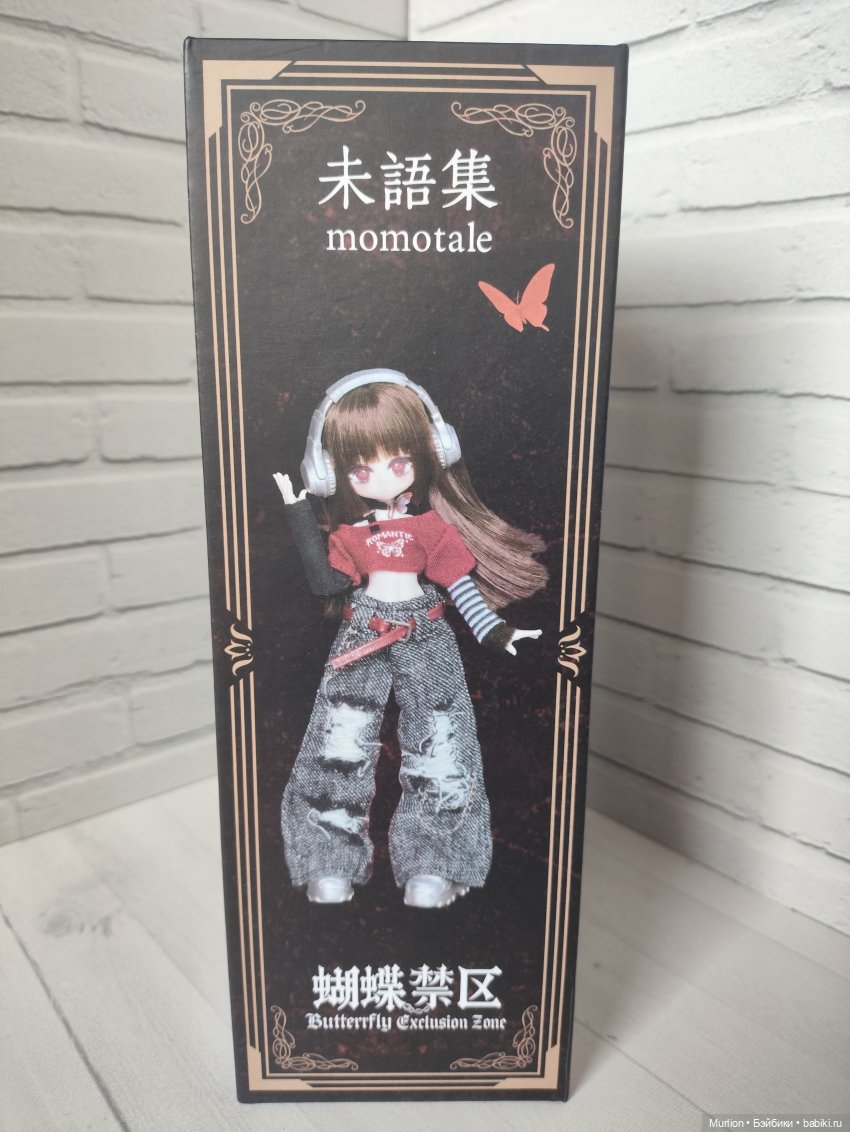 未語集
momotale
ROMANTIC
蝴蝶禁区
Butterrfly Exclusion Zone
Murlion • Бэйбики • babiki.ru